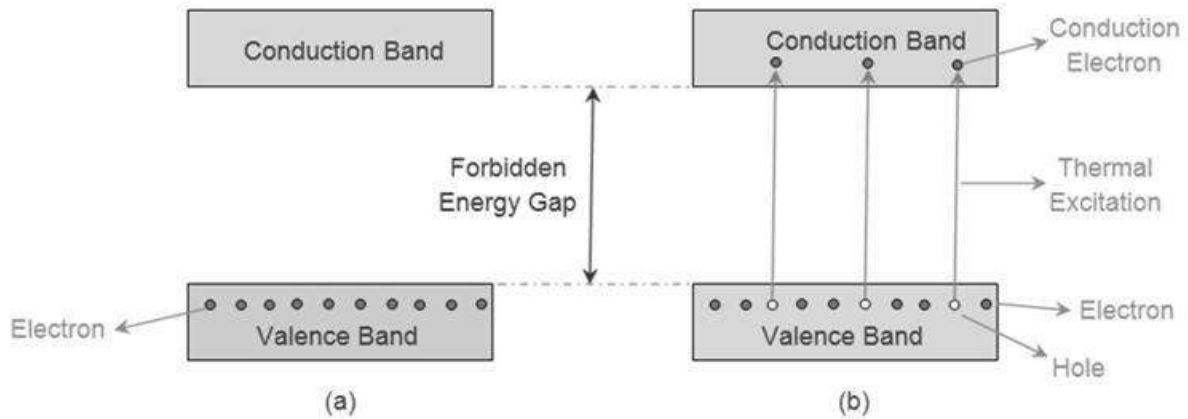 Conduction Band
Conduction Band
Conduction
Electron
Forbidden
Energy Gap
Thermal
Excitation
Electron
Valence Band
Valence Band
Electron
Hole
(a)
(b)